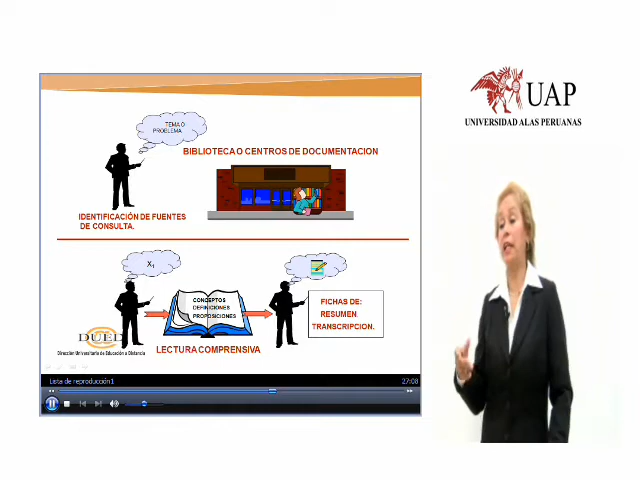 TEMA O
PROBLEMA
BIBLIOTECA O CENTROS DE DOCUMENTACION
IDENTIFICACIÓN DE FUENTES
DE CONSULTA.
X1
CONCEPTOS
DEFINICIONES
PROPOSICIONES
FICHAS DE:
RESUMEN.
TRANSCRIPCION.
LECTURA COMPRENSIVA
DUED
Dirección Universitaria de Educación a Distancia
Lista de reproducción1
27:08
UAP
UNIVERSIDAD ALAS PERUANAS